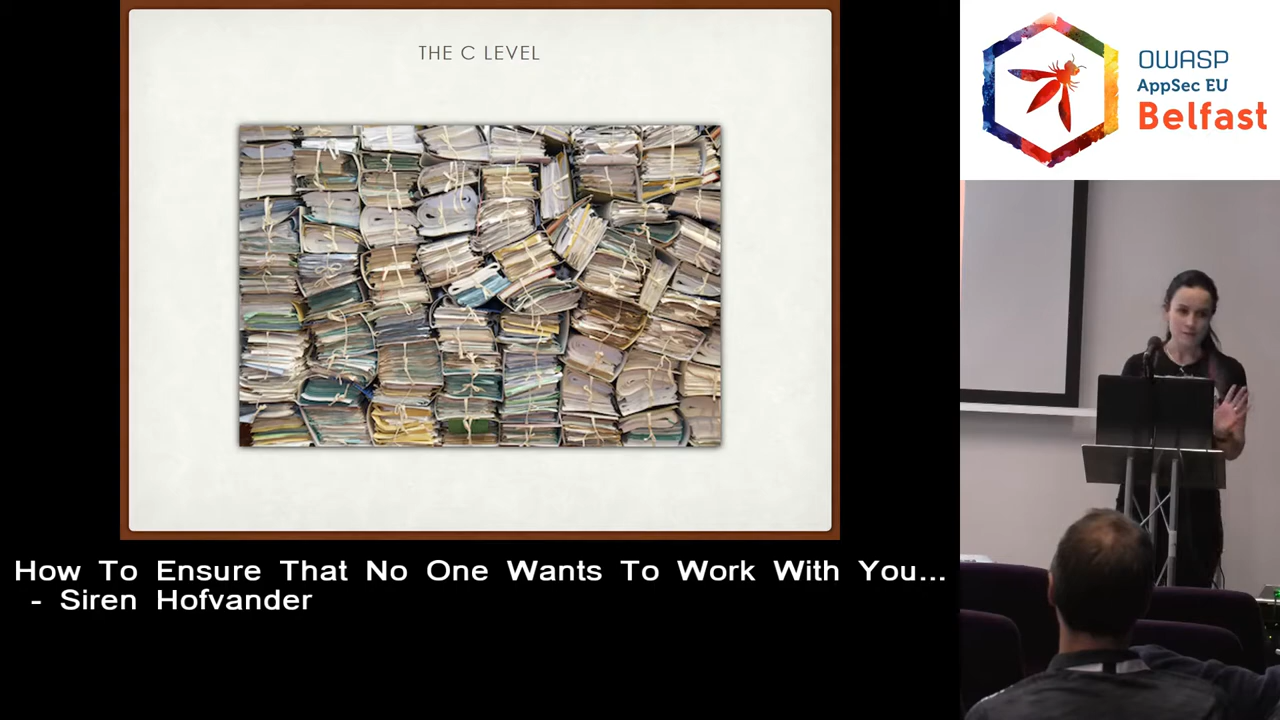 THE C LEVEL
OWASP
AppSec EU
Belfast
How To Ensure That No One Wants To Work With You...
- Siren Hofvander